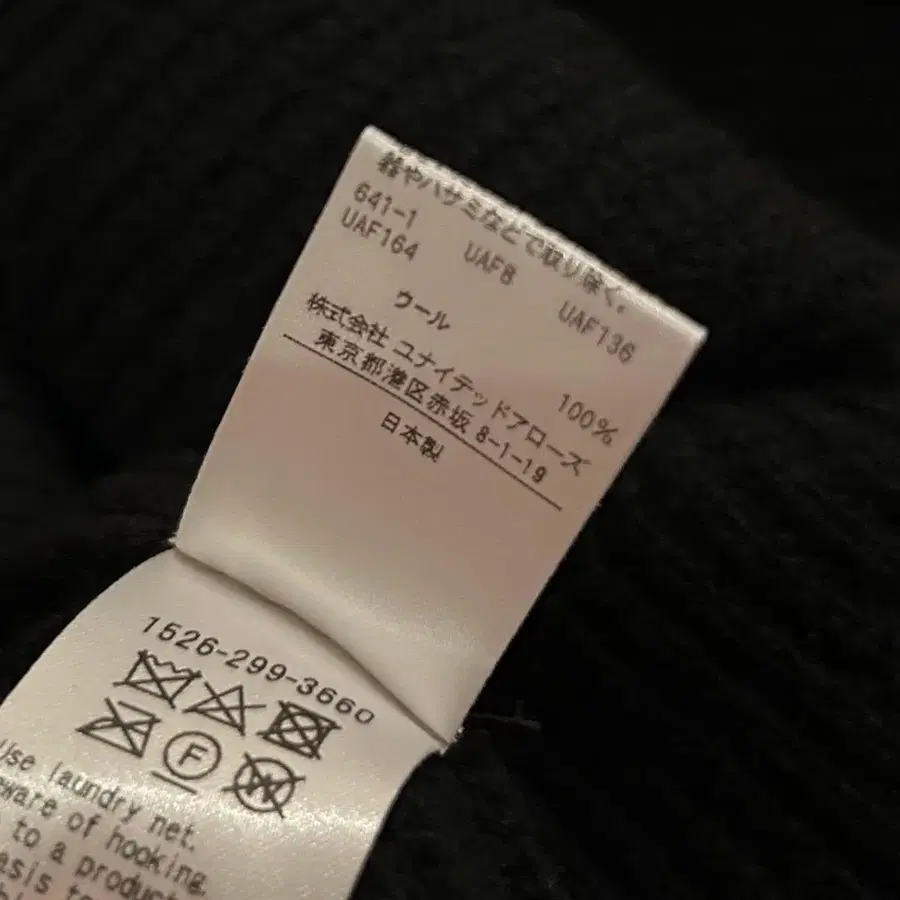 やハサミなどで取り除く。
641-1
UAF164 UAF8 UAF136
ウール 100%
株式会社 ユナイテッドアローズ
東京都港区赤坂 8-1-19
日本製
1526-299-3660
F
W
Use laundry net.
of hooking.
to a product